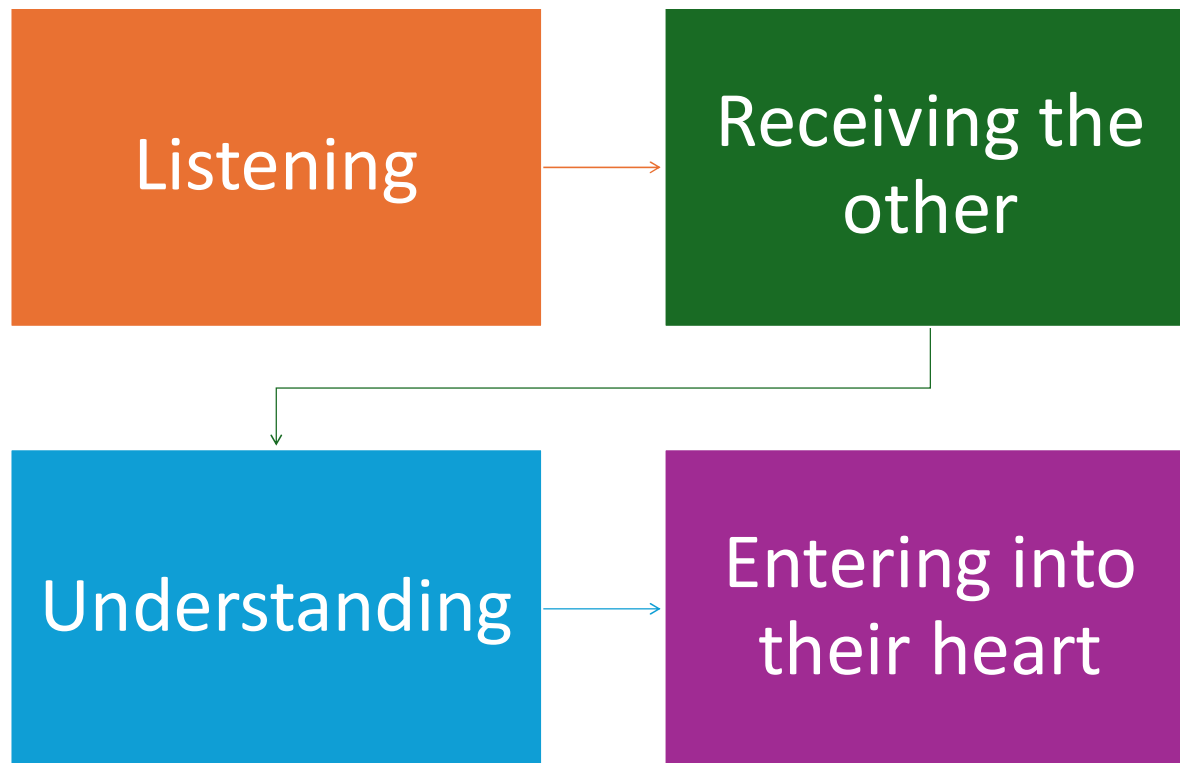 Listening
Receiving the
other
Understanding
Entering into
their heart